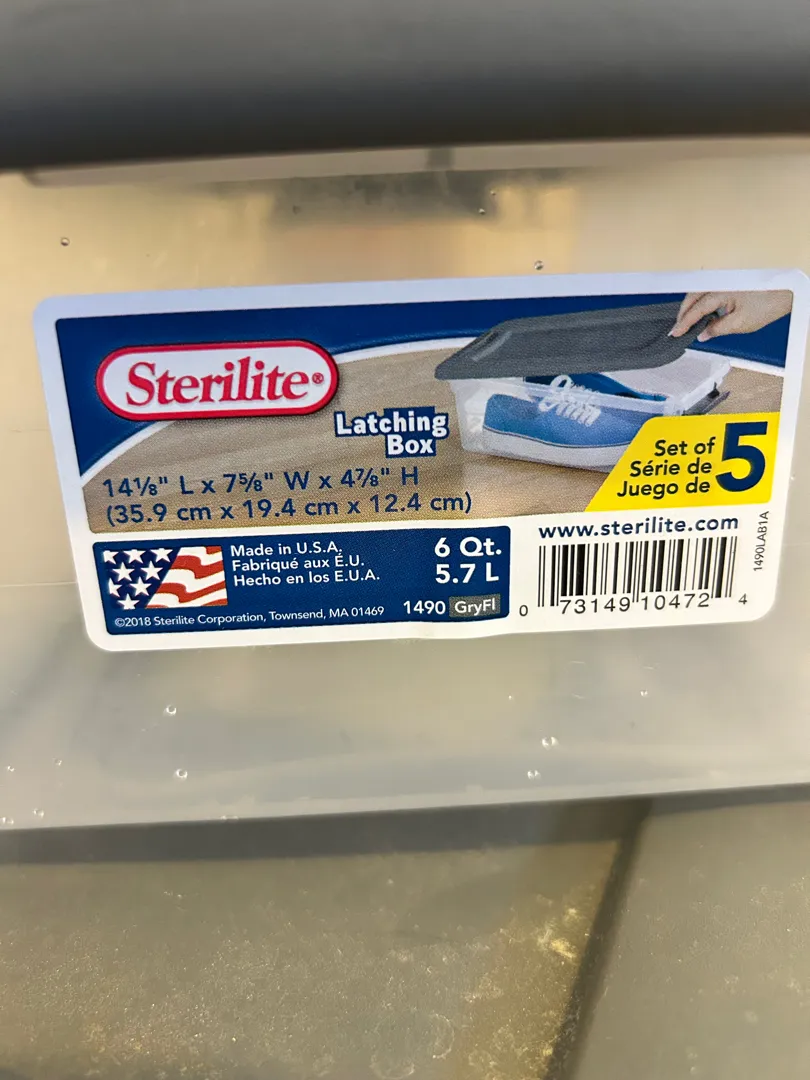 Sterilite®
Latching
Box
14⅛" L x 7⅝" W x 4⅞" H
(35.9 cm x 19.4 cm x 12.4 cm)
Set of
Série de
Juego de
5
Made in U.S.A.
Fabriqué aux É.U.
Hecho en los E.U.A.
6 Qt.
5.7 L
©2018 Sterilite Corporation, Townsend, MA 01469
1490 GryFl
www.sterilite.com
0 73149 10472 4
1490LAB1A